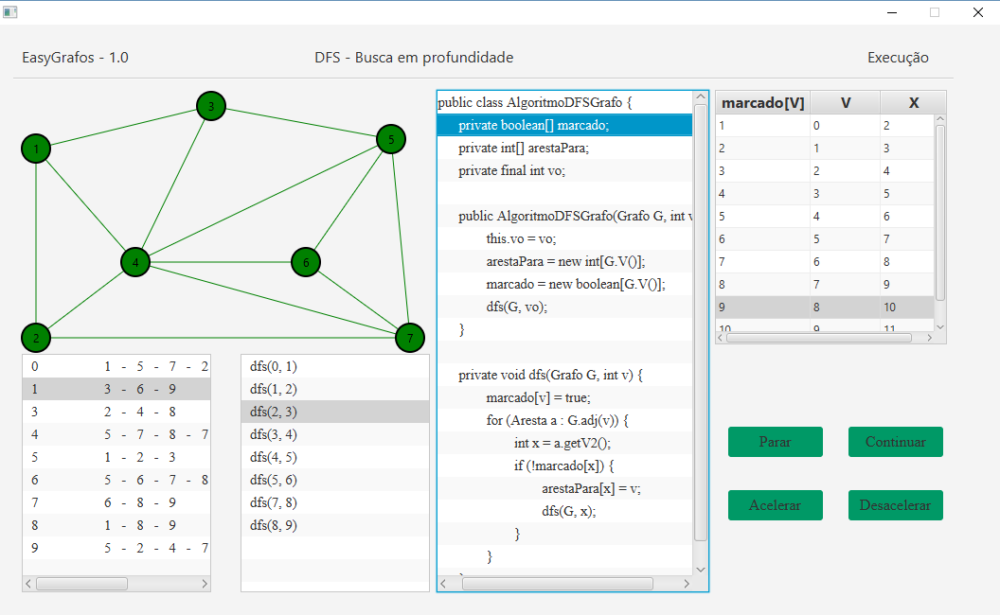 EasyGrafos - 1.0
DFS - Busca em profundidade
Execução
3
1
5
4
6
2
7
0 1 - 5 - 7 - 2
1 3 - 6 - 9
3 2 - 4 - 8
4 5 - 7 - 8 - 7
5 1 - 2 - 3
6 5 - 6 - 7 - 8
7 6 - 8 - 9
8 1 - 8 - 9
9 5 - 2 - 4 - 7
dfs(0, 1)
dfs(1, 2)
dfs(2, 3)
dfs(3, 4)
dfs(4, 5)
dfs(5, 6)
dfs(7, 8)
dfs(8, 9)
public class AlgoritmoDFSGrafo {
private boolean[] marcado;
private int[] arestaPara;
private final int vo;
public AlgoritmoDFSGrafo(Grafo G, int v
this.vo = vo;
arestaPara = new int[G.V()];
marcado = new boolean[G.V()];
dfs(G, vo);
}
private void dfs(Grafo G, int v) {
marcado[v] = true;
for (Aresta a : G.adj(v)) {
int x = a.getV2();
if (!marcado[x]) {
arestaPara[x] = v;
dfs(G, x);
}
}
marcado[V] V X
1 0 2
2 1 3
3 2 4
4 3 5
5 4 6
6 5 7
7 6 8
8 7 9
9 8 10
10 9 11
Parar
Continuar
Acelerar
Desacelerar